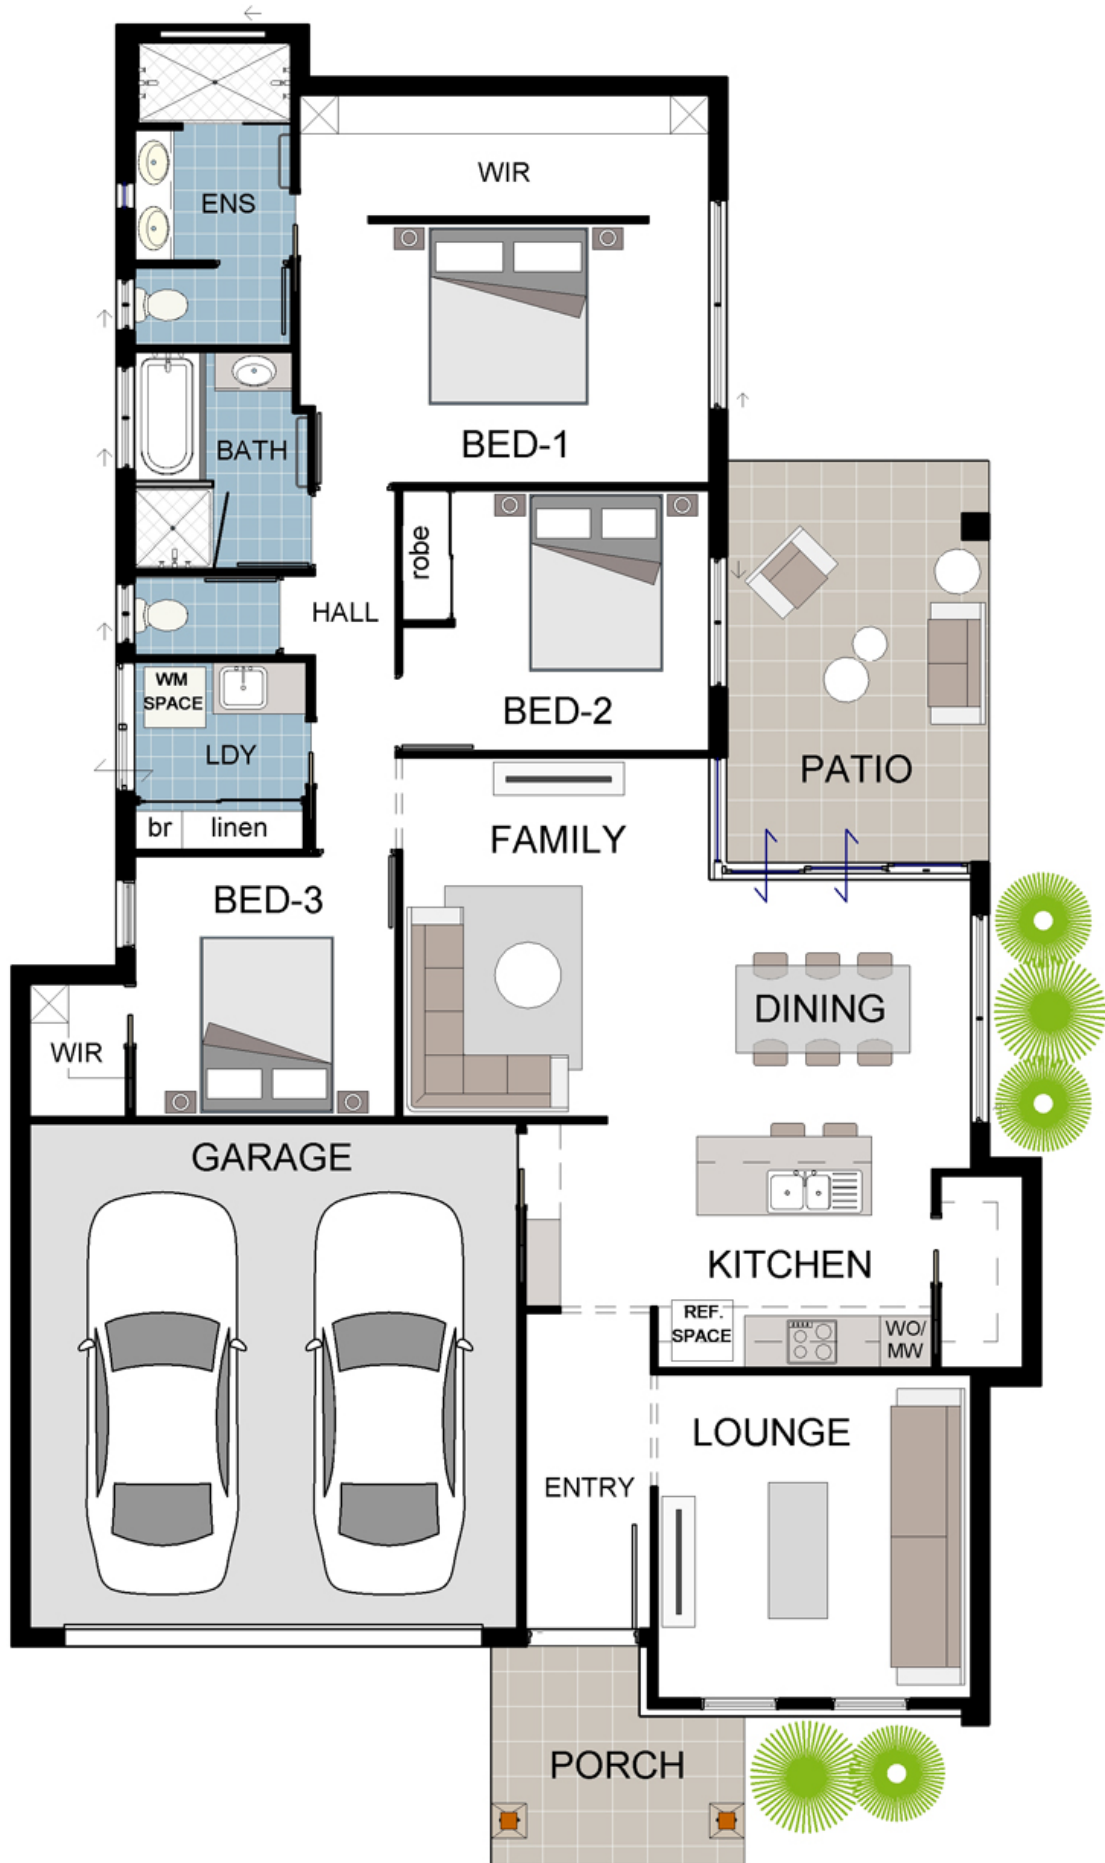 WIR
ENS
BED-1
BATH
robe
HALL
BED-2
WM
SPACE
LDY
PATIO
br
linen
FAMILY
BED-3
DINING
WIR
GARAGE
KITCHEN
REF.
SPACE
WO/
MW
LOUNGE
ENTRY
PORCH